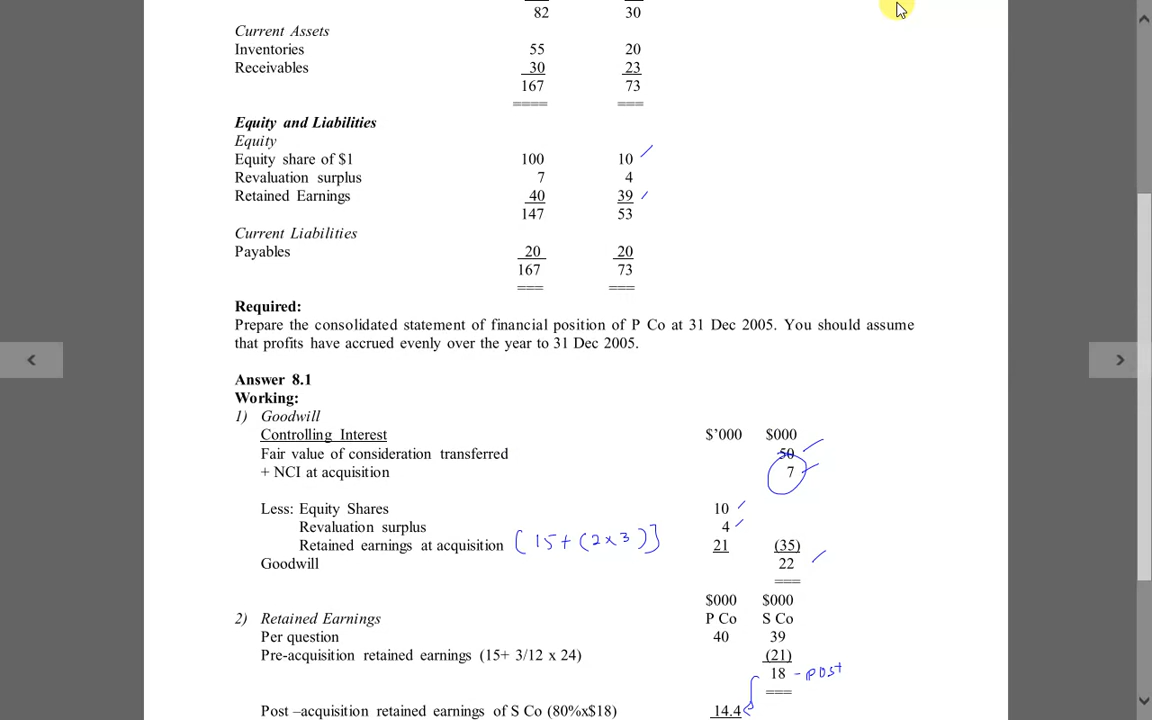 82 30
Current Assets
Inventories 55 20
Receivables 30 23
167 73
==== ===
Equity and Liabilities
Equity
Equity share of $1 100 10
Revaluation surplus 7 4
Retained Earnings 40 39
147 53
Current Liabilities
Payables 20 20
167 73
=== ===
Required:
Prepare the consolidated statement of financial position of P Co at 31 Dec 2005. You should assume
that profits have accrued evenly over the year to 31 Dec 2005.
Answer 8.1
Working:
1) Goodwill
Controlling Interest $'000 $000
Fair value of consideration transferred 50
+ NCI at acquisition 7
Less: Equity Shares 10
Revaluation surplus 4
Retained earnings at acquisition [15+(2x3)] 21 (35)
Goodwill 22
===
$000 $000
2) Retained Earnings P Co S Co
Per question 40 39
Pre-acquisition retained earnings (15+ 3/12 x 24) (21)
18 - post
===
Post –acquisition retained earnings of S Co (80%x$18) 14.4